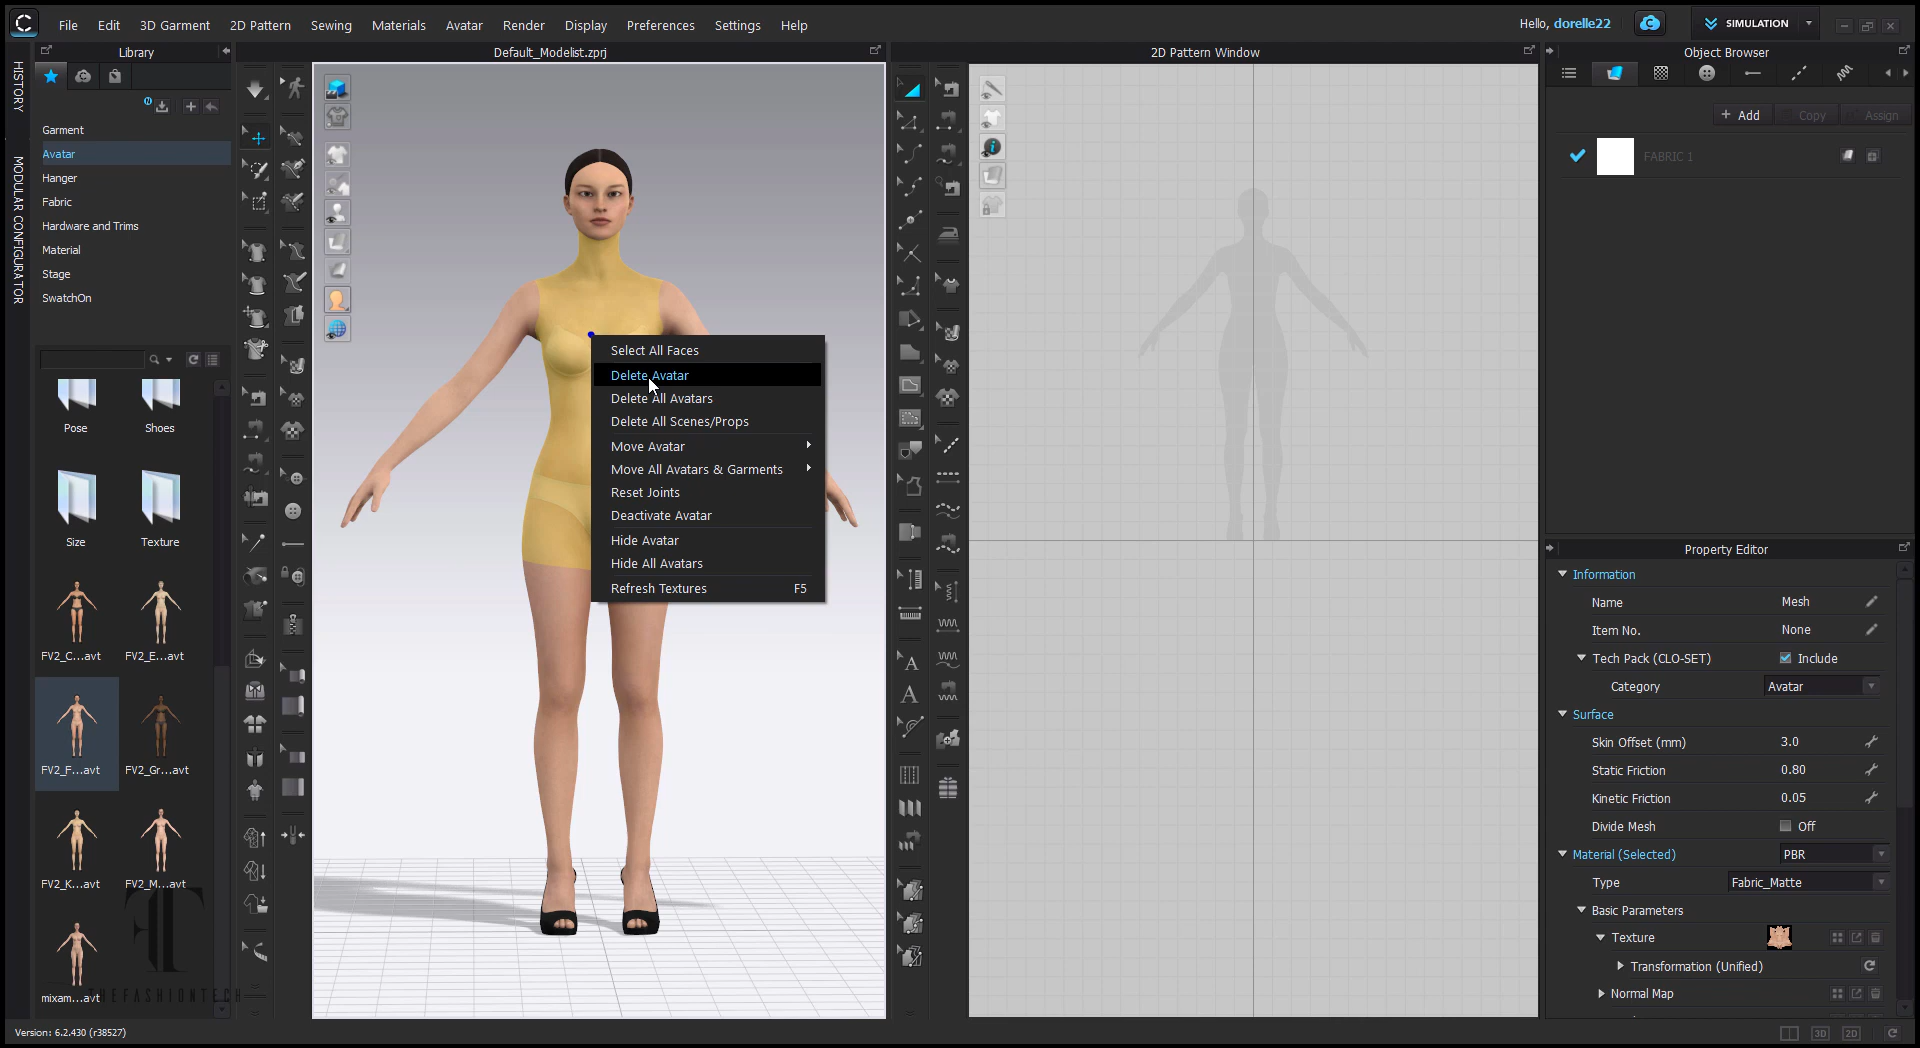 File
Edit
3D Garment
2D Pattern
Sewing
Materials
Avatar
Render
Display
Preferences
Settings
Help
Hello, dorelle22
SIMULATION
Library
Default_Modelist.zprj
2D Pattern Window
Object Browser
HISTORY
MODULAR CONFIGURATOR
Garment
Avatar
Hanger
Fabric
Hardware and Trims
Material
Stage
SwatchOn
Pose
Shoes
Size
Texture
FV2_C...avt
FV2_E...avt
FV2_F...avt
FV2_Gr...avt
FV2_K...avt
FV2_M...avt
mixam...avt
THEFASHIONTECH
Select All Faces
Delete Avatar
Delete All Avatars
Delete All Scenes/Props
Move Avatar
Move All Avatars & Garments
Reset Joints
Deactivate Avatar
Hide Avatar
Hide All Avatars
Refresh Textures F5
+ Add
Copy
Assign
FABRIC 1
Property Editor
Information
Name Mesh
Item No. None
Tech Pack (CLO-SET) Include
Category Avatar
Surface
Skin Offset (mm) 3.0
Static Friction 0.80
Kinetic Friction 0.05
Divide Mesh Off
Material (Selected) PBR
Type Fabric_Matte
Basic Parameters
Texture
Transformation (Unified)
Normal Map
Version: 6.2.430 (r38527)
3D
2D